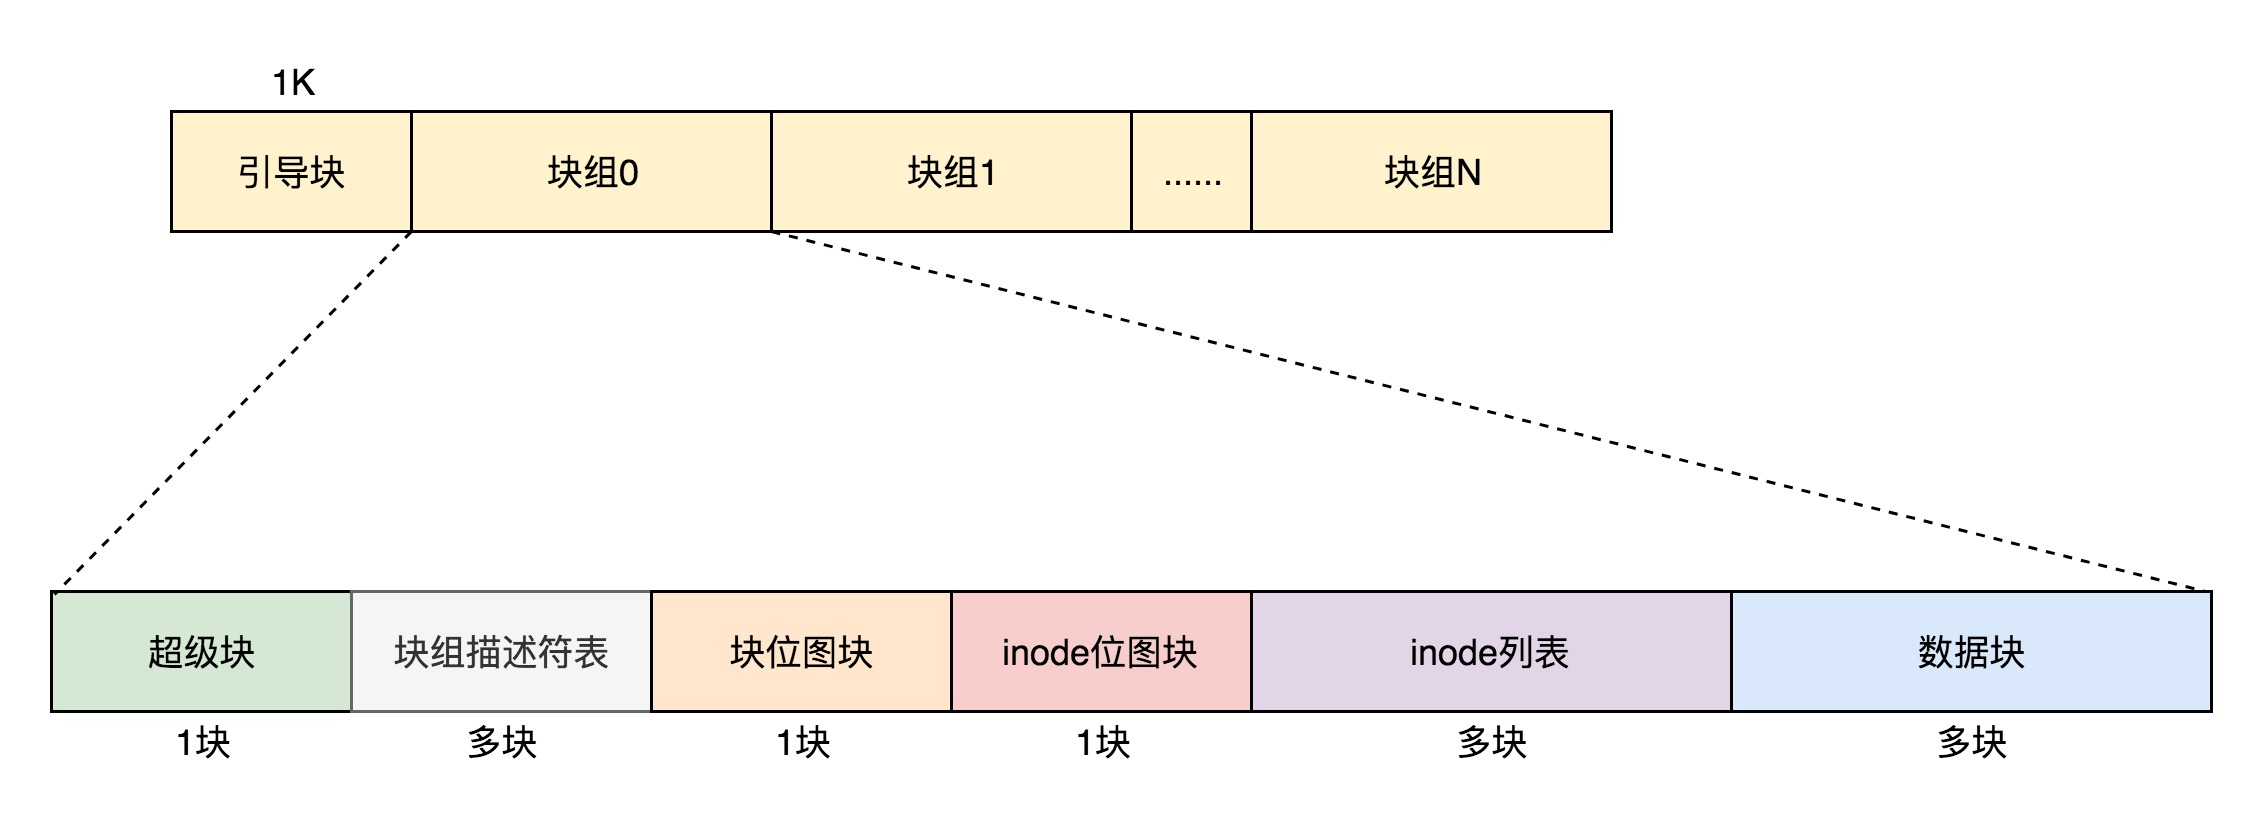 1K
引导块 块组0 块组1 ...... 块组N
超级块 块组描述符表 块位图块 inode位图块 inode列表 数据块
1块 多块 1块 1块 多块 多块